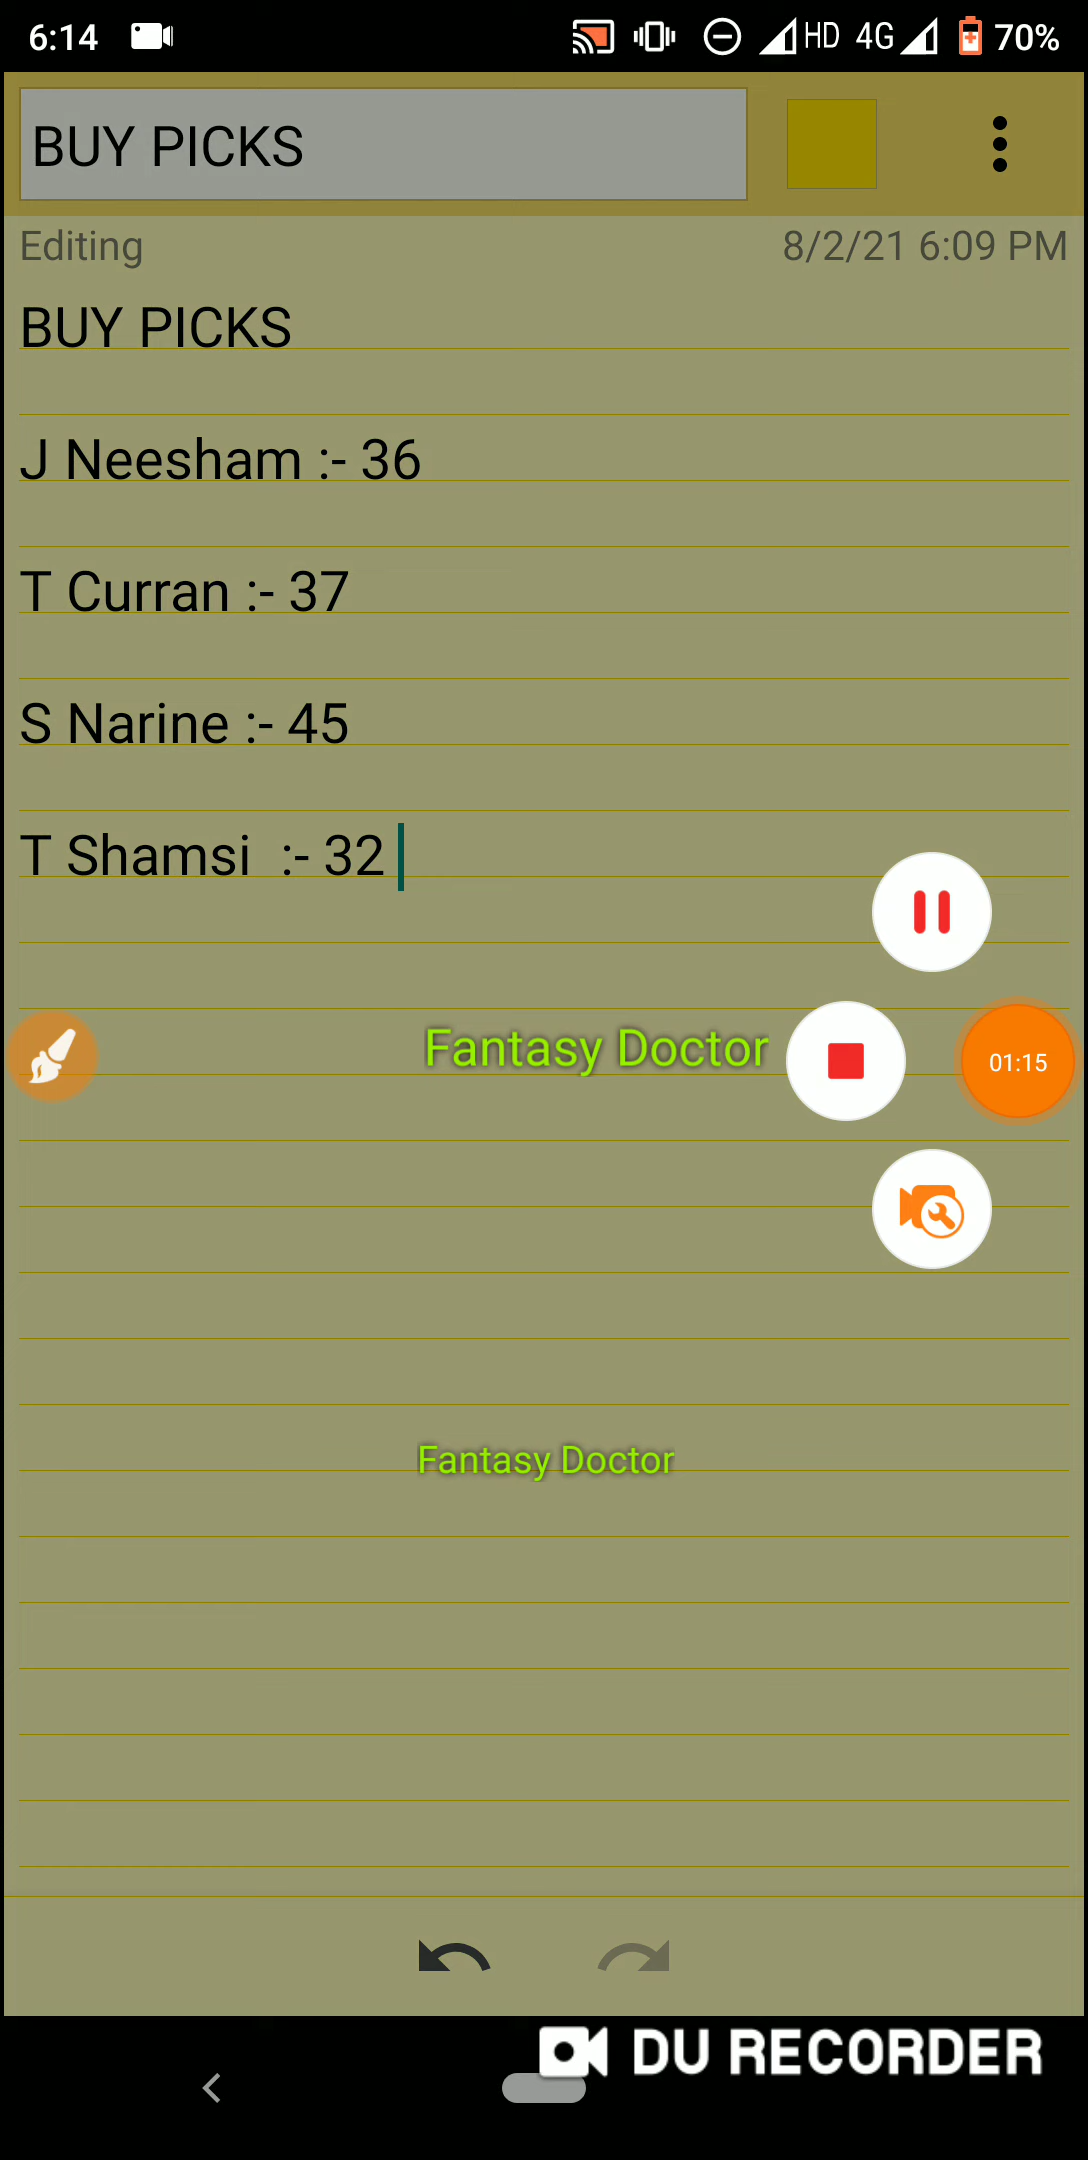 6:14 HD 4G 70%
BUY PICKS
Editing 8/2/21 6:09 PM
BUY PICKS
J Neesham :- 36
T Curran :- 37
S Narine :- 45
T Shamsi  :- 32
Fantasy Doctor
01:15
Fantasy Doctor
DU RECORDER